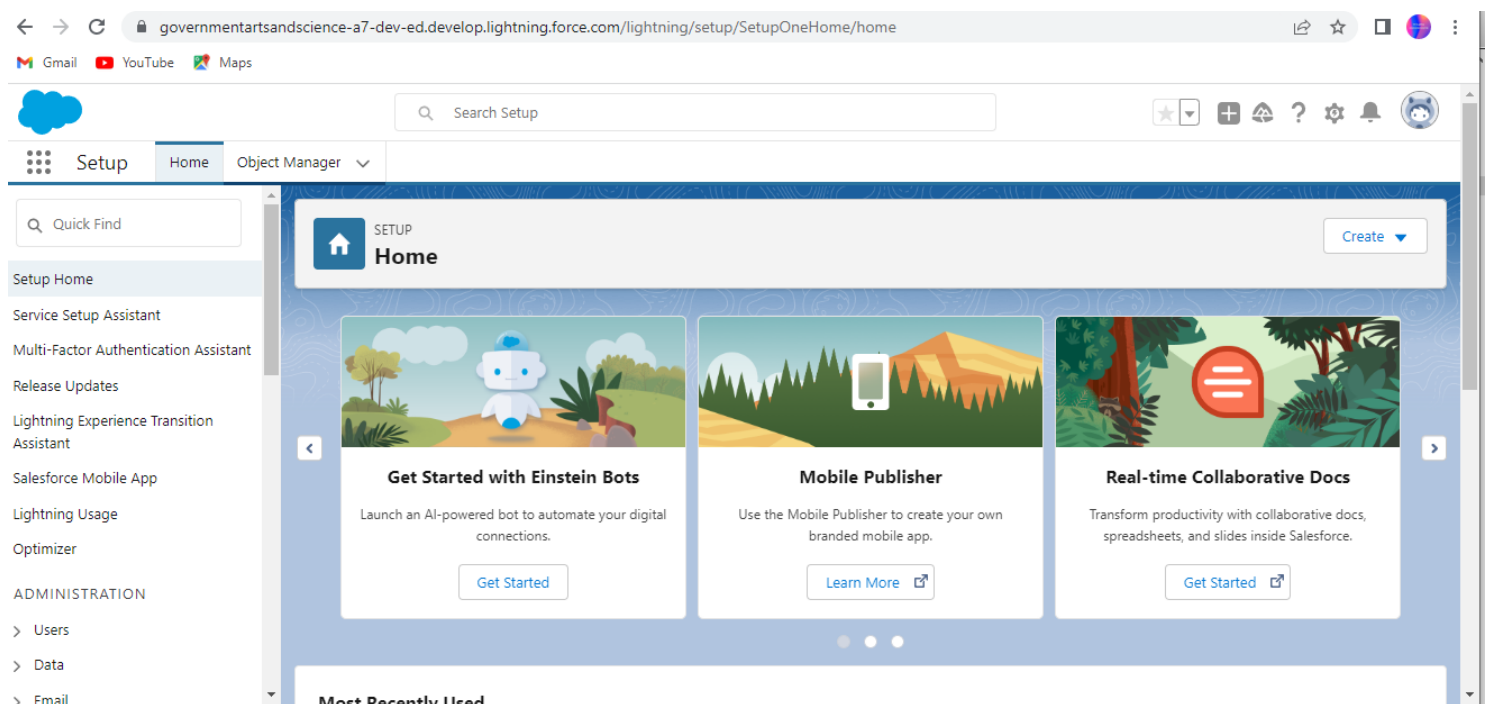 governmentartsandscience-a7-dev-ed.develop.lightning.force.com/lightning/setup/SetupOneHome/home
Gmail YouTube Maps
Search Setup
Setup Home Object Manager
Quick Find
Setup Home
Service Setup Assistant
Multi-Factor Authentication Assistant
Release Updates
Lightning Experience Transition
Assistant
Salesforce Mobile App
Lightning Usage
Optimizer
ADMINISTRATION
Users
Data
Email
SETUP
Home
Create
Get Started with Einstein Bots
Launch an AI-powered bot to automate your digital
connections.
Get Started
Mobile Publisher
Use the Mobile Publisher to create your own
branded mobile app.
Learn More
Real-time Collaborative Docs
Transform productivity with collaborative docs,
spreadsheets, and slides inside Salesforce.
Get Started
Most Recently Used